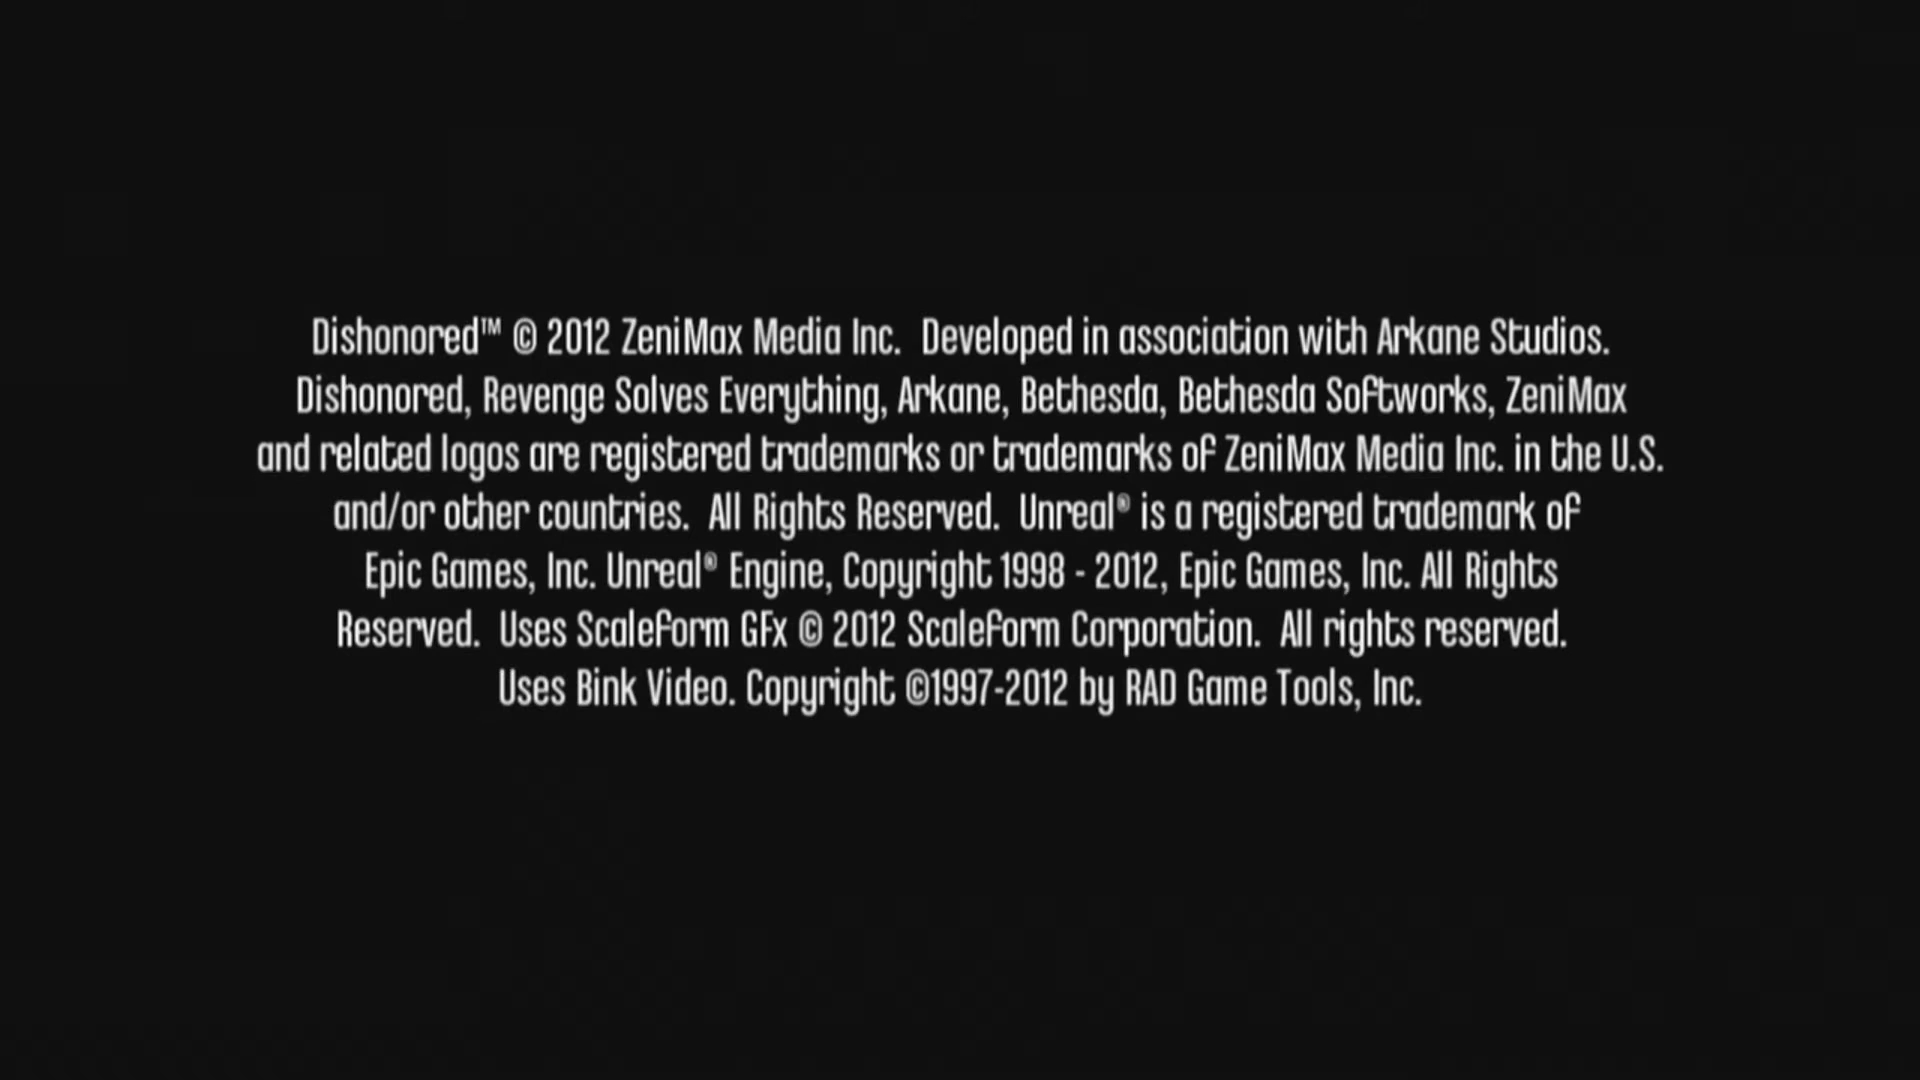 Dishonored™ © 2012 ZeniMax Media Inc.  Developed in association with Arkane Studios.
Dishonored, Revenge Solves Everything, Arkane, Bethesda, Bethesda Softworks, ZeniMax
and related logos are registered trademarks or trademarks of ZeniMax Media Inc. in the U.S.
and/or other countries.  All Rights Reserved.  Unreal® is a registered trademark of
Epic Games, Inc. Unreal® Engine, Copyright 1998 - 2012, Epic Games, Inc. All Rights
Reserved.  Uses Scaleform GFx © 2012 Scaleform Corporation.  All rights reserved.
Uses Bink Video. Copyright ©1997-2012 by RAD Game Tools, Inc.